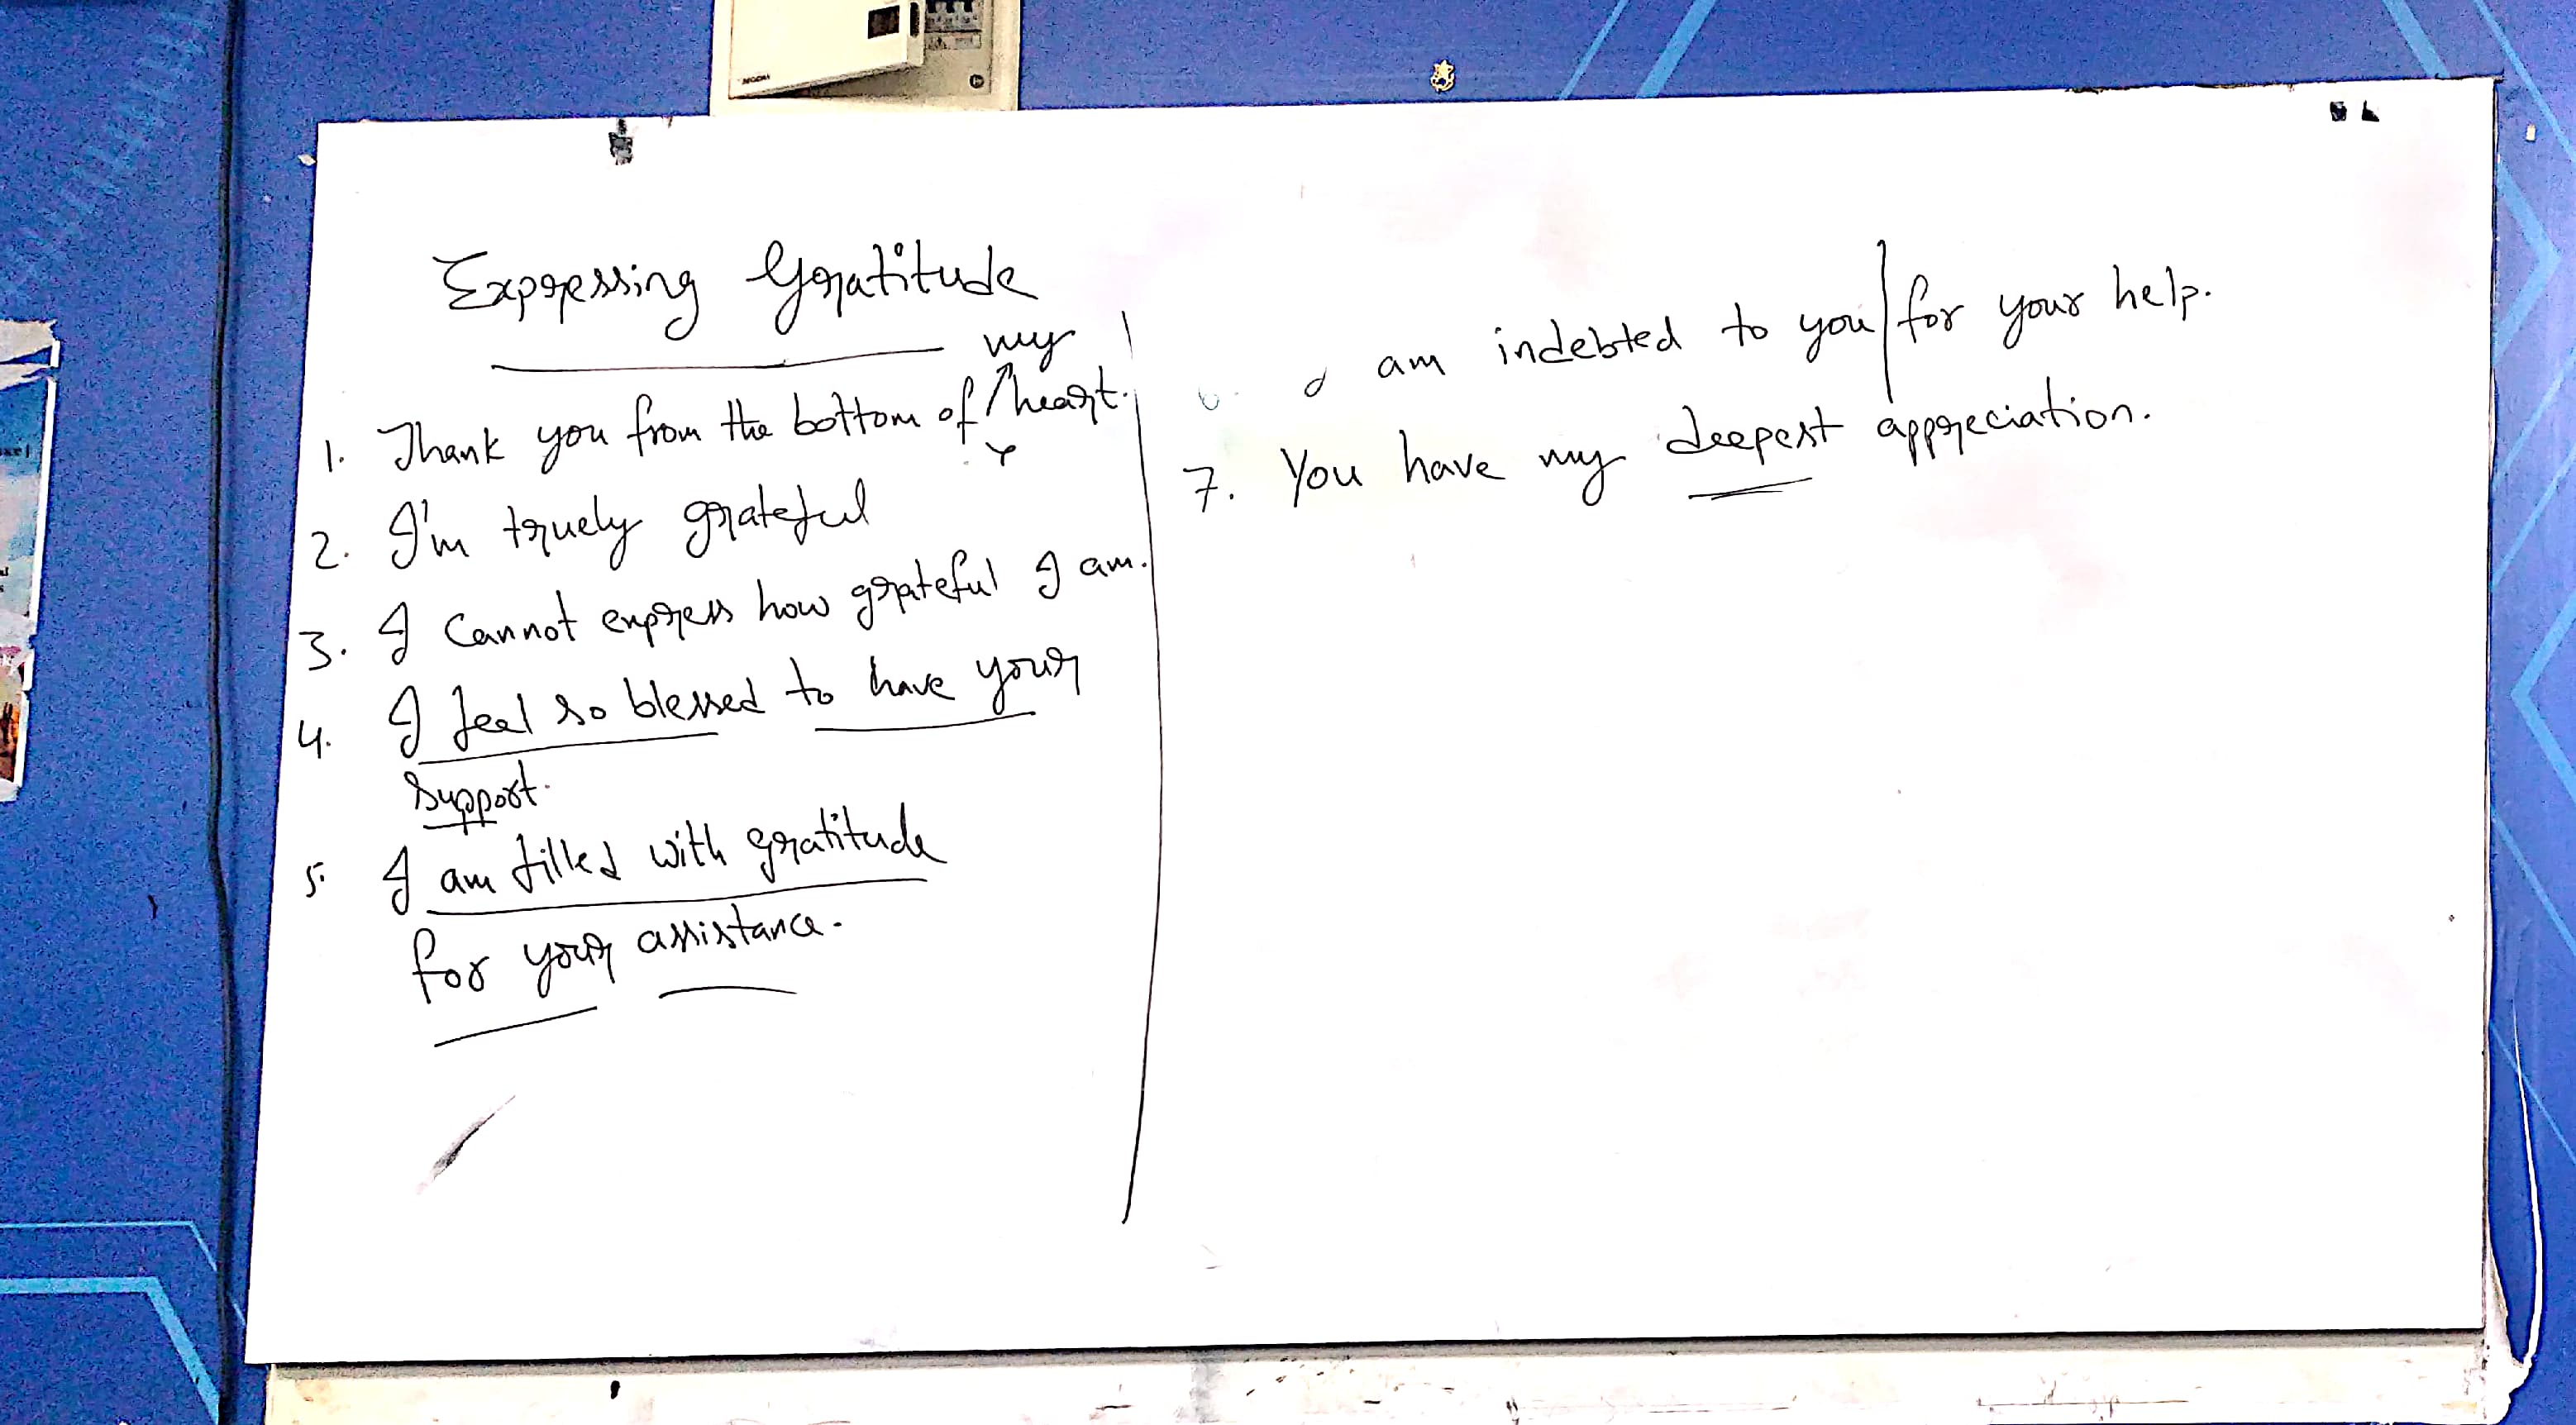 Expressing Gratitude
my
1. Thank you from the bottom of heart.
2. I'm truely grateful
3. I cannot express how grateful I am.
4. I feel so blessed to have your
support.
5. I am filled with gratitude
for your assistance.
6. I am indebted to you for your help.
7. You have my deepest appreciation.